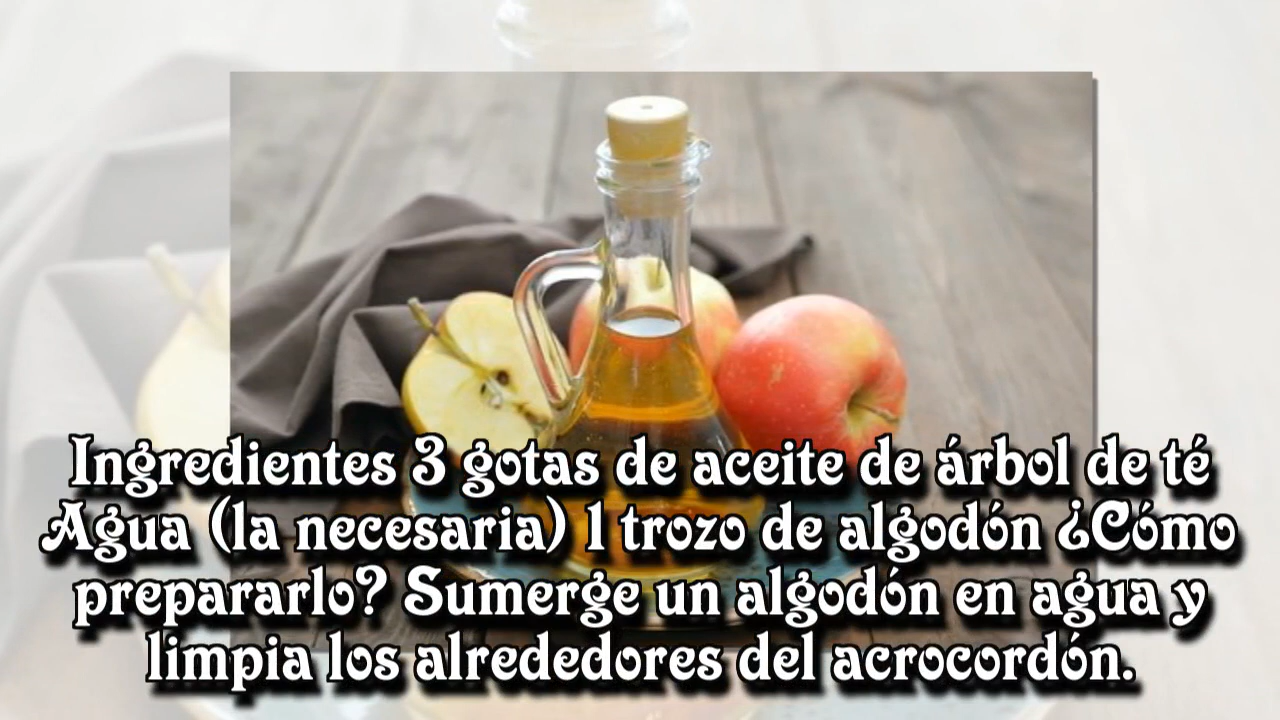 Ingredientes 3 gotas de aceite de árbol de té
Agua (la necesaria) 1 trozo de algodón ¿Cómo
prepararlo? Sumerge un algodón en agua y
limpia los alrededores del acrocordón.